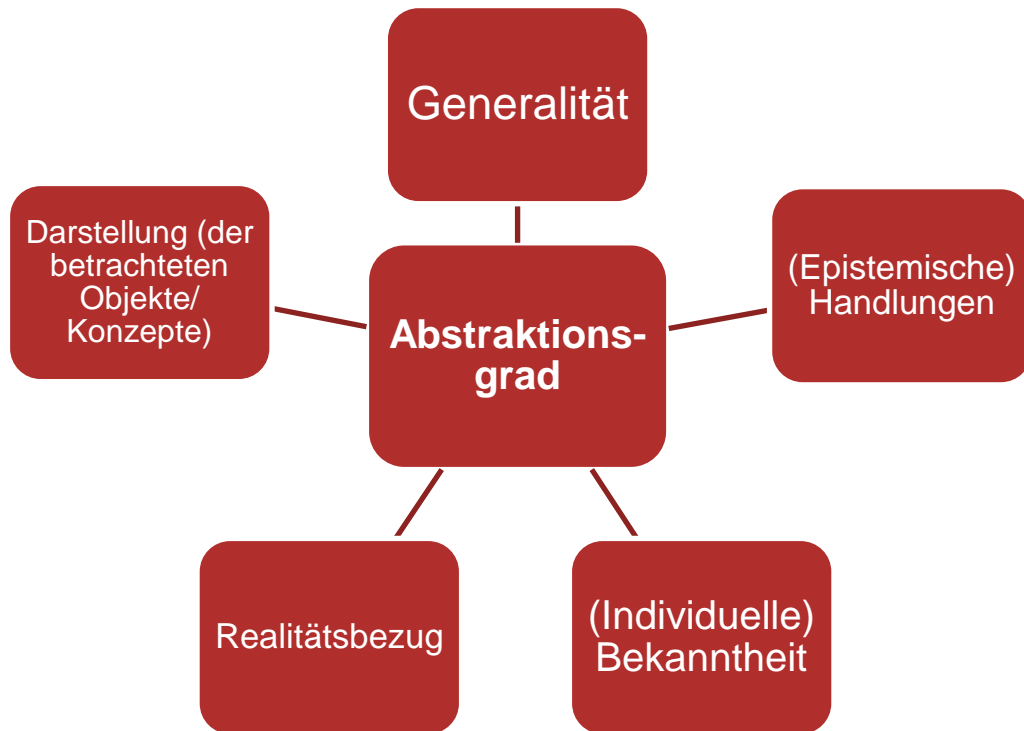 Generalität
Darstellung (der
betrachteten
Objekte/
Konzepte)
(Epistemische)
Handlungen
Abstraktions-
grad
Realitätsbezug
(Individuelle)
Bekanntheit